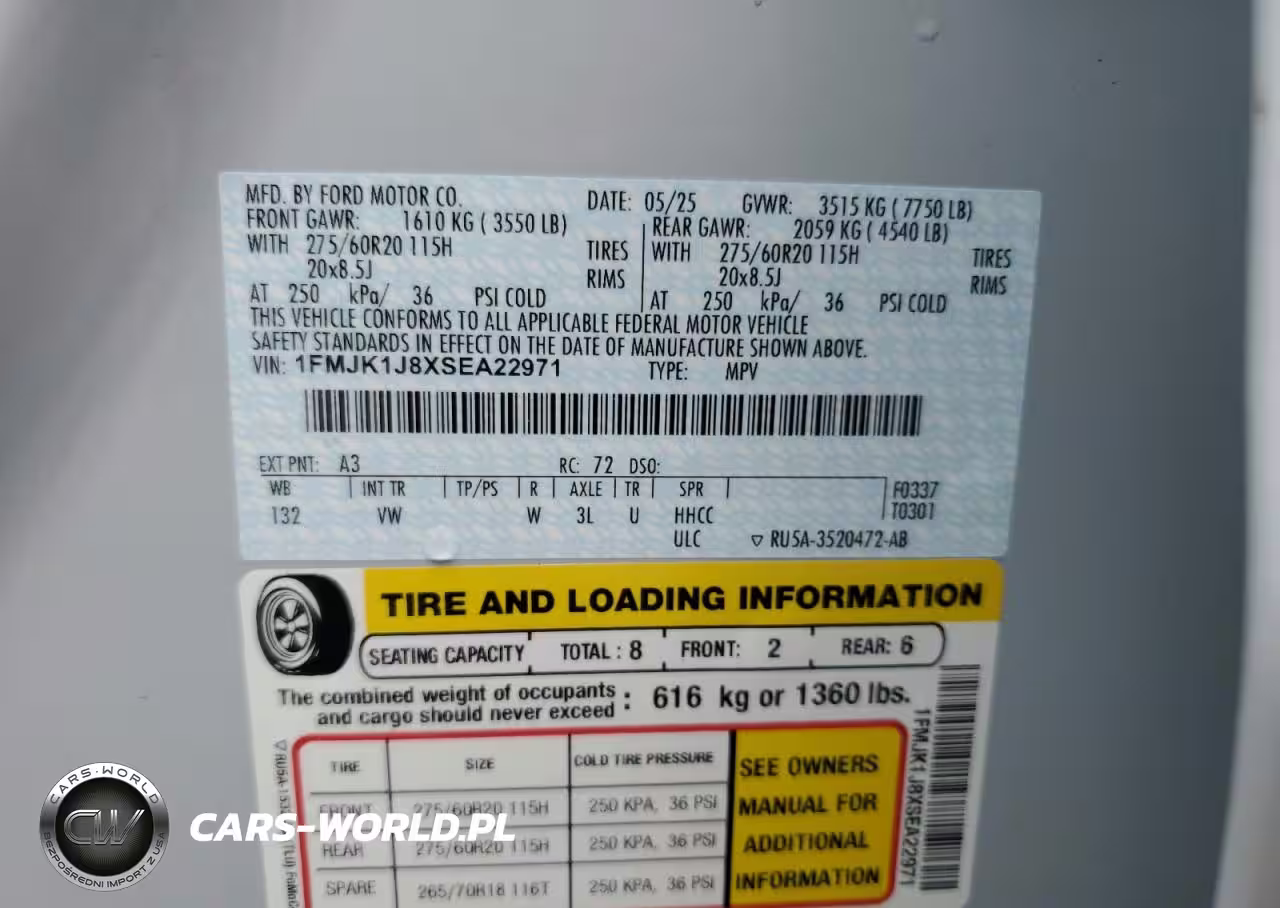 MFD. BY FORD MOTOR CO. DATE: 05/25 GVWR: 3515 KG ( 7750 LB)
FRONT GAWR: 1610 KG ( 3550 LB) REAR GAWR: 2059 KG ( 4540 LB)
WITH 275/60R20 115H TIRES WITH 275/60R20 115H TIRES
20x8.5J RIMS 20x8.5J RIMS
AT 250 kPa/ 36 PSI COLD AT 250 kPa/ 36 PSI COLD
THIS VEHICLE CONFORMS TO ALL APPLICABLE FEDERAL MOTOR VEHICLE
SAFETY STANDARDS IN EFFECT ON THE DATE OF MANUFACTURE SHOWN ABOVE.
VIN: 1FMJK1J8XSEA22971 TYPE: MPV
EXT PNT: A3 RC: 72 DSO:
WB INT TR TP/PS R AXLE TR SPR F0337
132 VW W 3L U HHCC T0301
ULC ▽ RU5A-3520472-AB
TIRE AND LOADING INFORMATION
SEATING CAPACITY TOTAL : 8 FRONT: 2 REAR: 6
The combined weight of occupants
and cargo should never exceed : 616 kg or 1360 lbs.
TIRE SIZE COLD TIRE PRESSURE
FRONT 275/60R20 115H 250 KPA, 36 PSI
REAR 275/60R20 115H 250 KPA, 36 PSI
SPARE 265/70R18 116T 250 KPA, 36 PSI
SEE OWNERS
MANUAL FOR
ADDITIONAL
INFORMATION
1FMJK1J8XSEA22971
CARS-WORLD
CW
BEZPOŚREDNI IMPORT Z USA
CARS-WORLD.PL